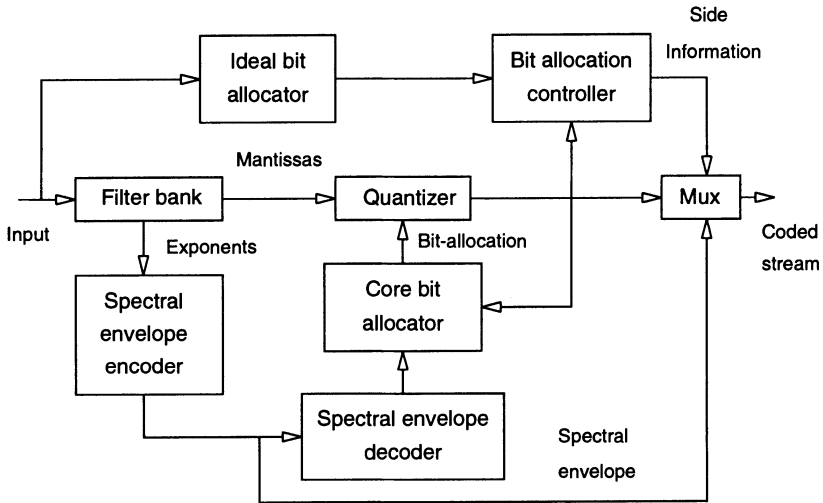 Side
Information
Ideal bit
allocator
Bit allocation
controller
Mantissas
Filter bank
Quantizer
Mux
Input
Exponents
Bit-allocation
Coded
stream
Spectral
envelope
encoder
Core bit
allocator
Spectral envelope
decoder
Spectral
envelope